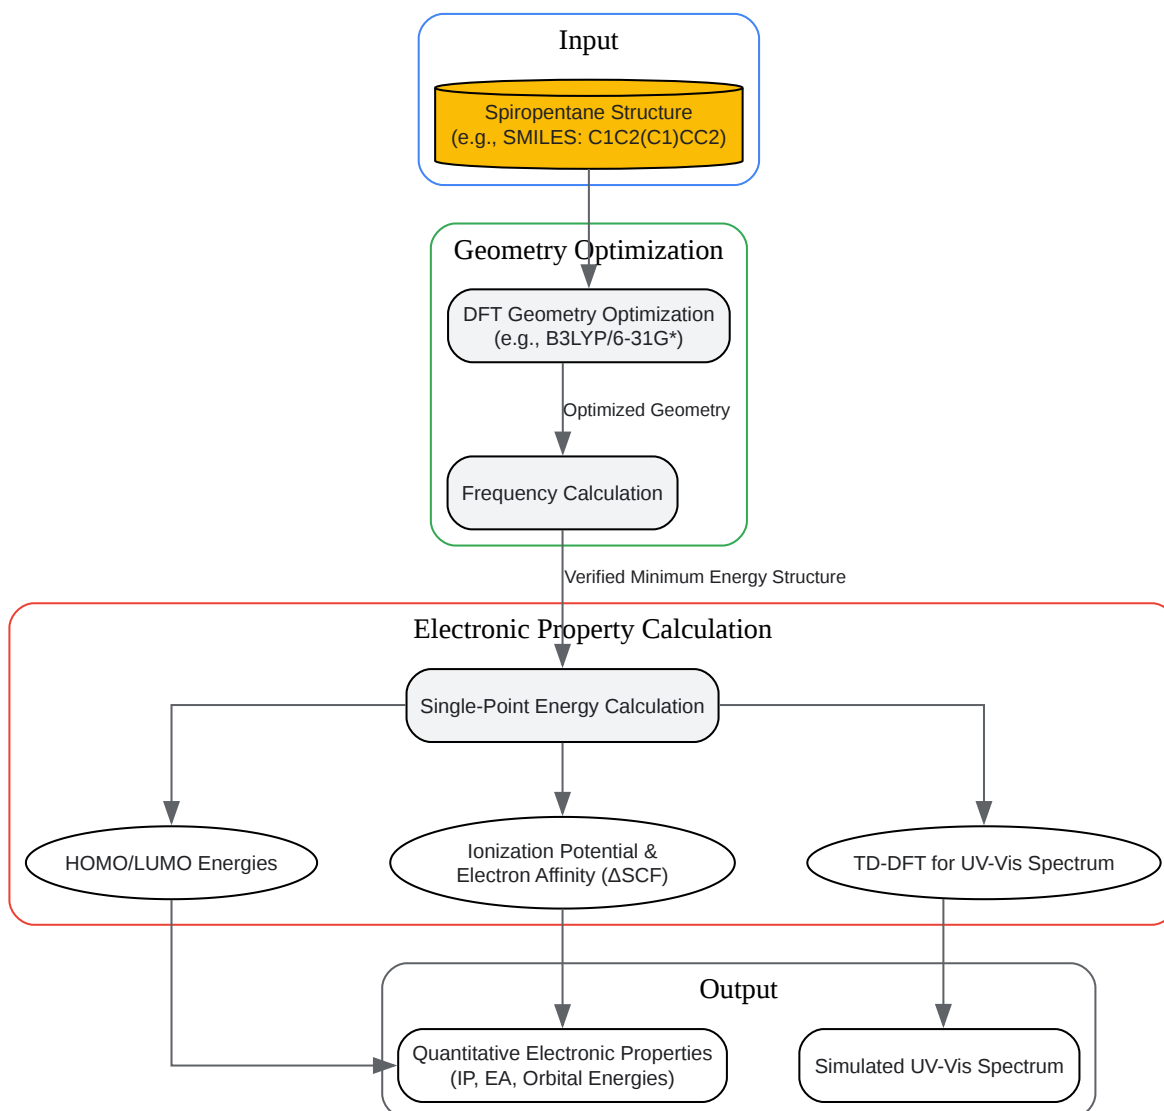 Input
Spiropentane Structure
(e.g., SMILES: C1C2(C1)CC2)
Geometry Optimization
DFT Geometry Optimization
(e.g., B3LYP/6-31G*)
Optimized Geometry
Frequency Calculation
Verified Minimum Energy Structure
Electronic Property Calculation
Single-Point Energy Calculation
HOMO/LUMO Energies
Ionization Potential &
Electron Affinity (ΔSCF)
TD-DFT for UV-Vis Spectrum
Output
Quantitative Electronic Properties
(IP, EA, Orbital Energies)
Simulated UV-Vis Spectrum